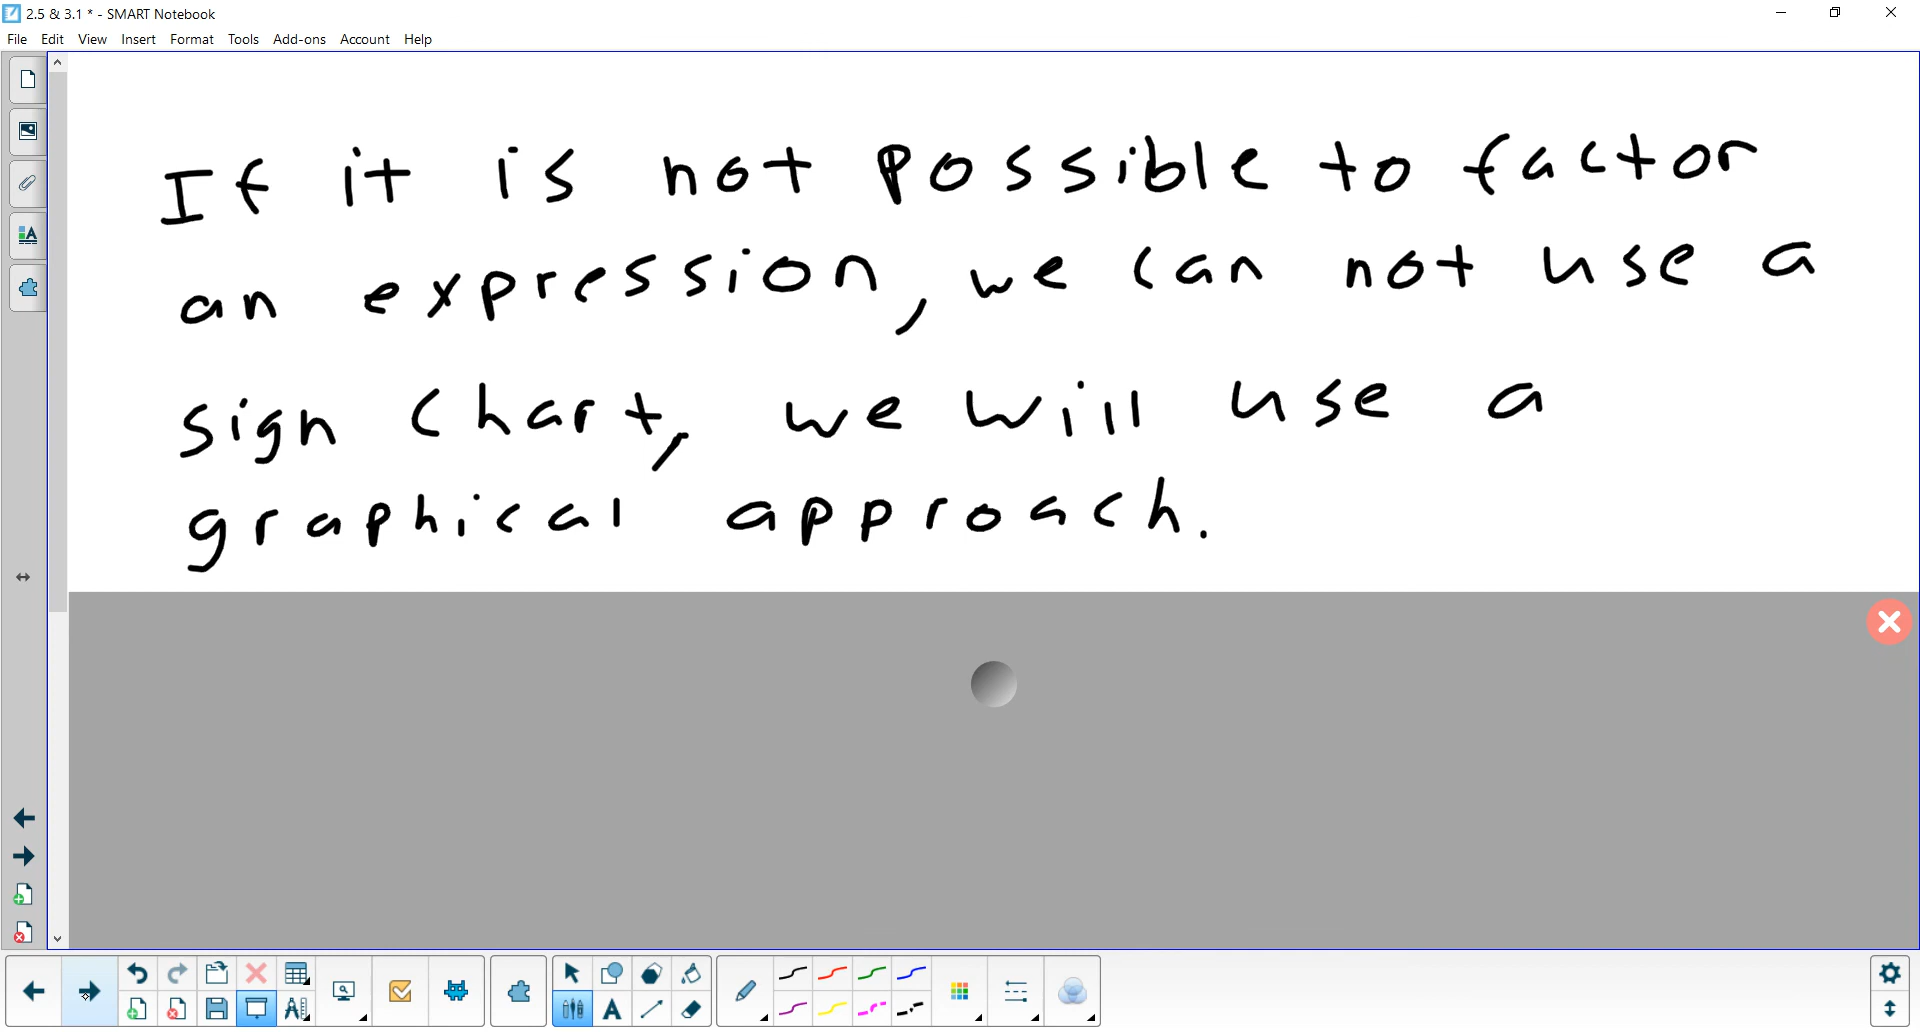 2.5 & 3.1 * - SMART Notebook
File Edit View Insert Format Tools Add-ons Account Help
If it is not possible to factor
an expression, we can not use a
sign chart, we will use a
graphical approach.